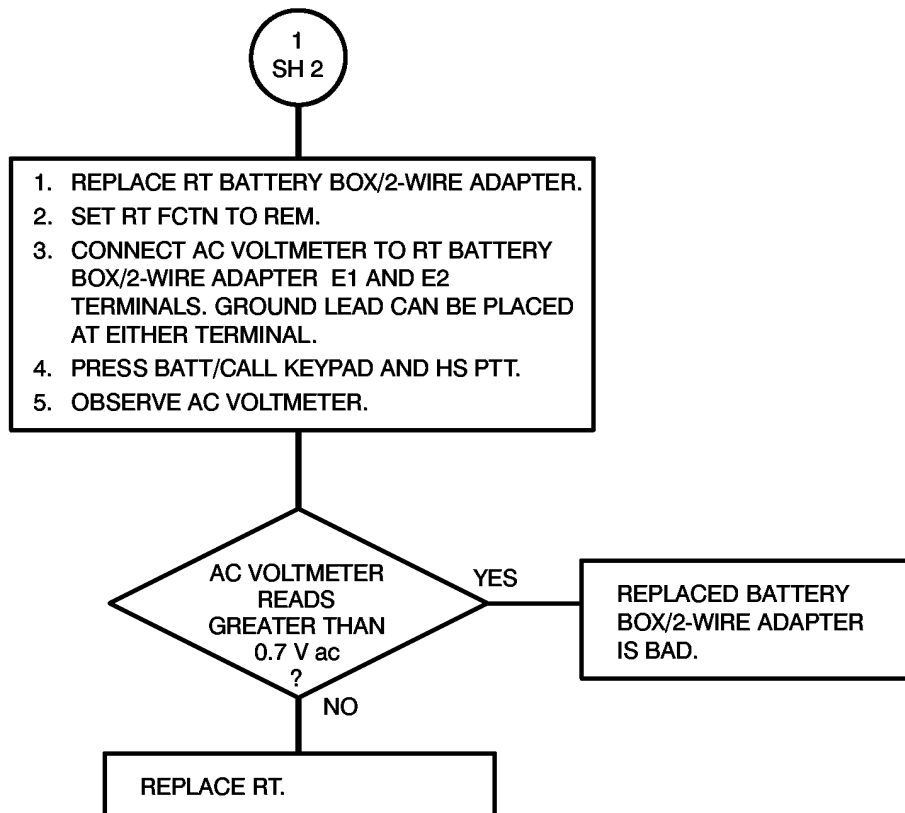 1
SH 2
1. REPLACE RT BATTERY BOX/2-WIRE ADAPTER.
2. SET RT FCTN TO REM.
3. CONNECT AC VOLTMETER TO RT BATTERY
BOX/2-WIRE ADAPTER E1 AND E2
TERMINALS. GROUND LEAD CAN BE PLACED
AT EITHER TERMINAL.
4. PRESS BATT/CALL KEYPAD AND HS PTT.
5. OBSERVE AC VOLTMETER.
AC VOLTMETER
READS
GREATER THAN
0.7 V ac
?
YES
REPLACED BATTERY
BOX/2-WIRE ADAPTER
IS BAD.
NO
REPLACE RT.